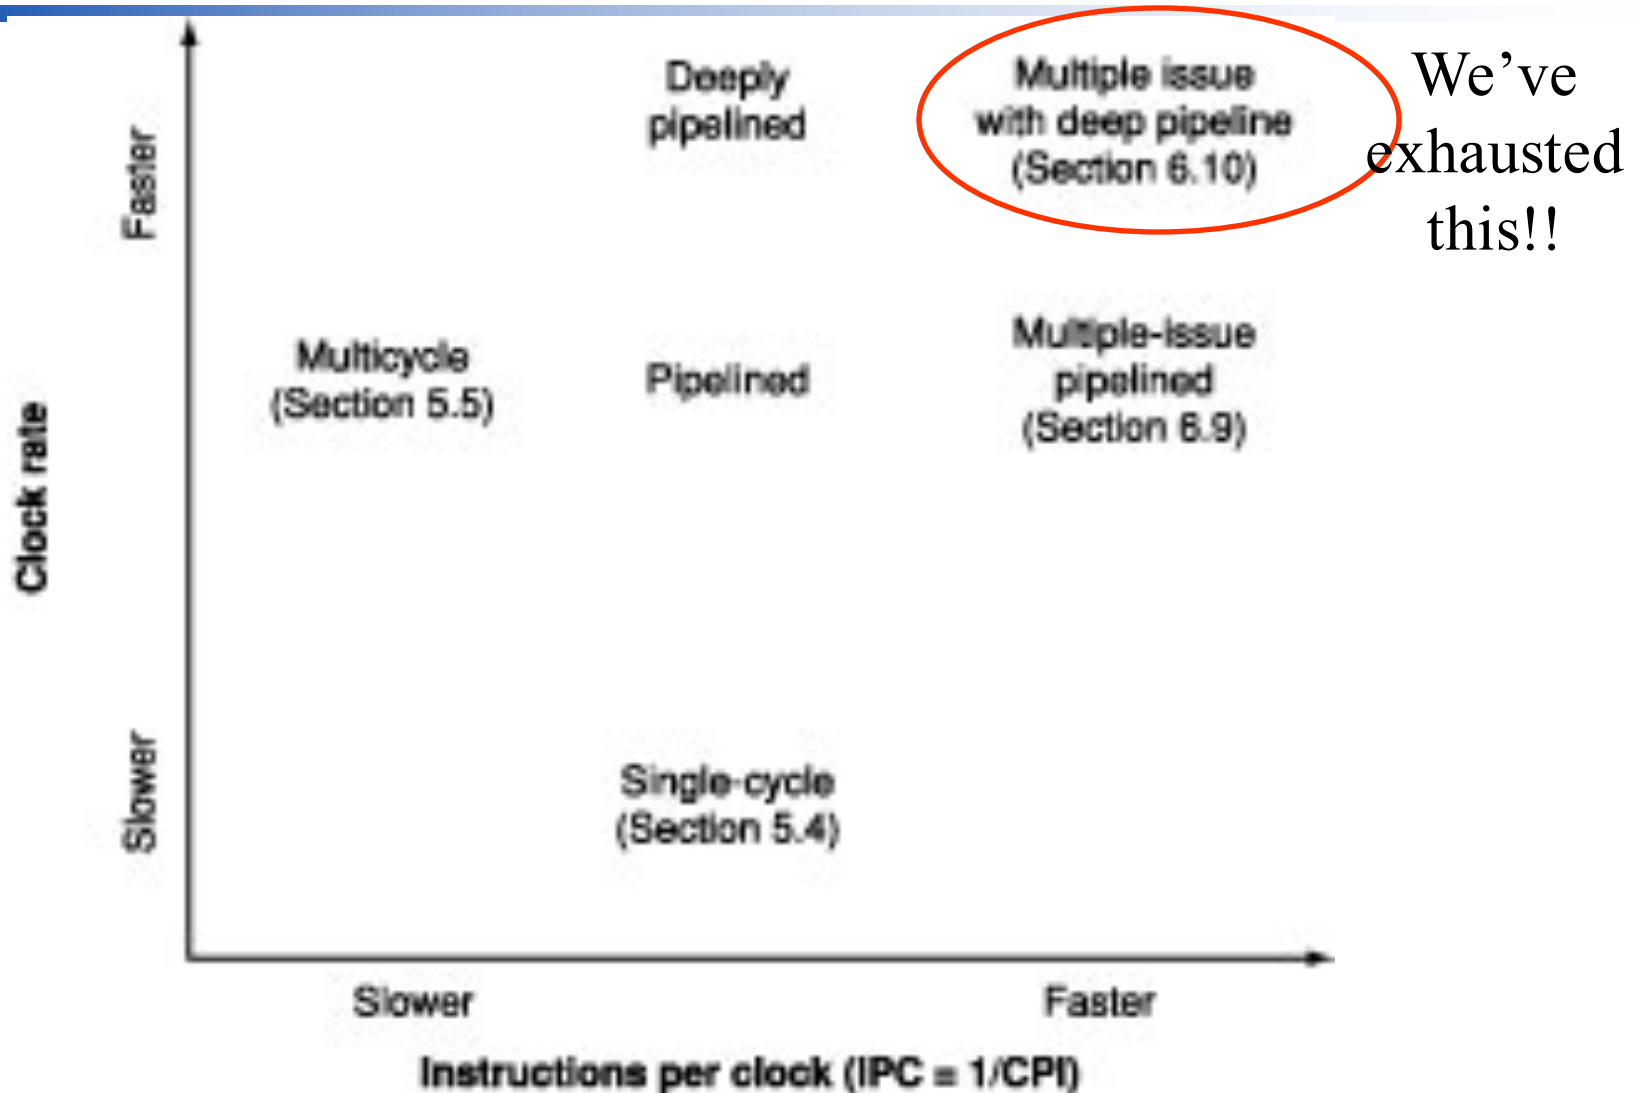 Deeply
pipelined
Multiple issue
with deep pipeline
(Section 6.10)
We’ve
exhausted
this!!
Faster
Multicycle
(Section 5.5)
Pipelined
Multiple-issue
pipelined
(Section 6.9)
Clock rate
Slower
Single-cycle
(Section 5.4)
Slower
Faster
Instructions per clock (IPC = 1/CPI)